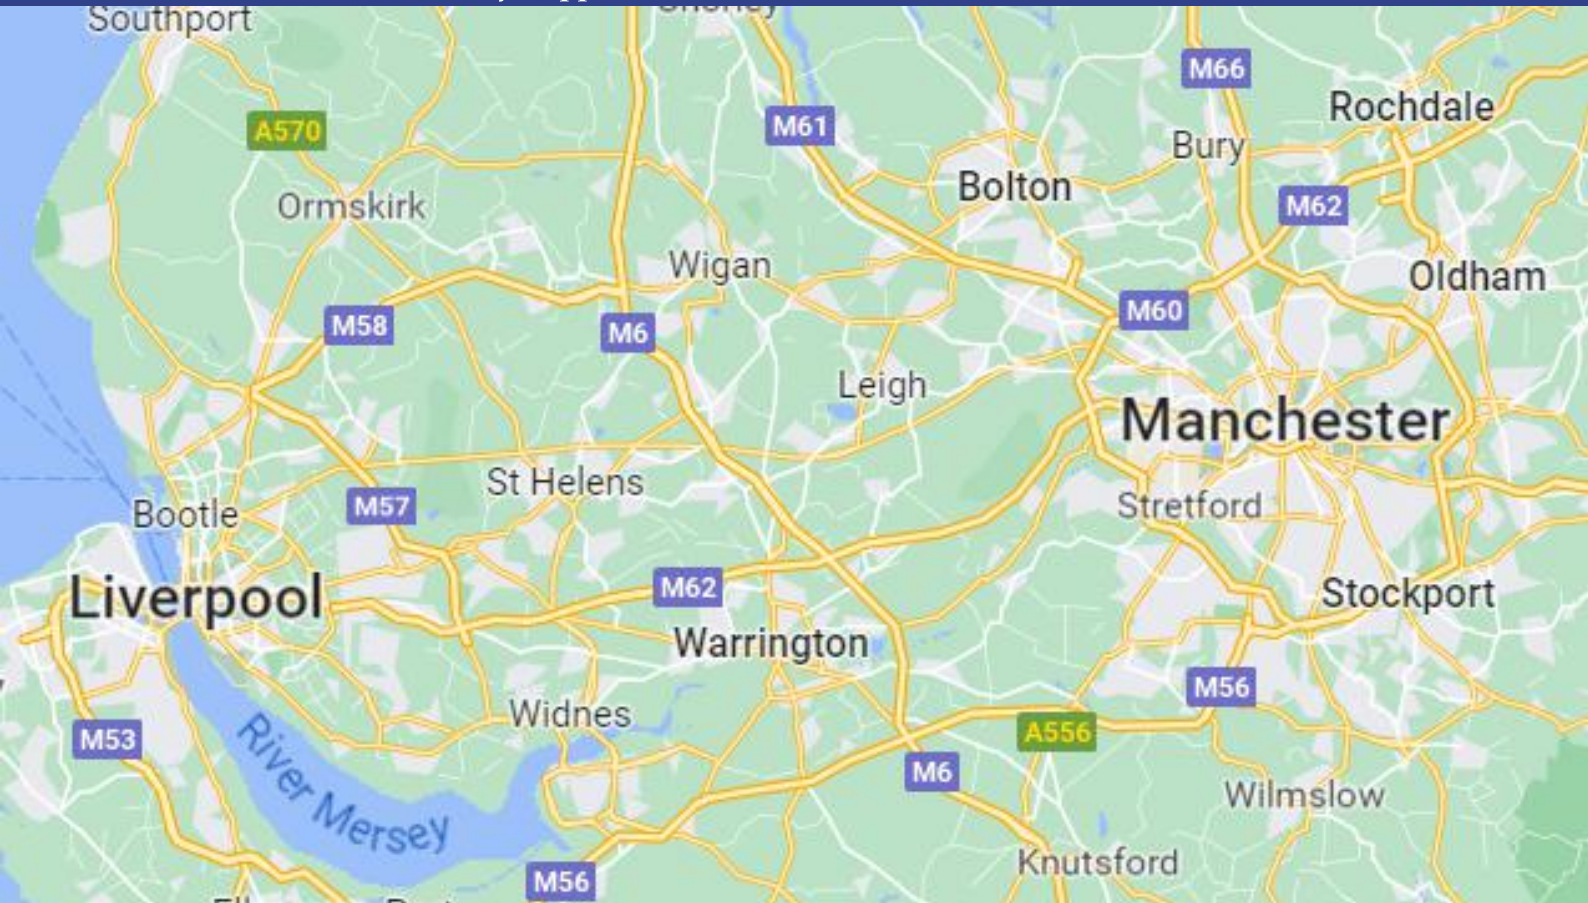 Southport
Chorley
M66
Rochdale
A570
M61
Bury
Bolton
M62
Ormskirk
Wigan
Oldham
M58
M6
M60
Leigh
Manchester
St Helens
M57
Bootle
Stretford
Liverpool
M62
Stockport
Warrington
M56
Widnes
A556
M53
River Mersey
M6
Wilmslow
Knutsford
M56